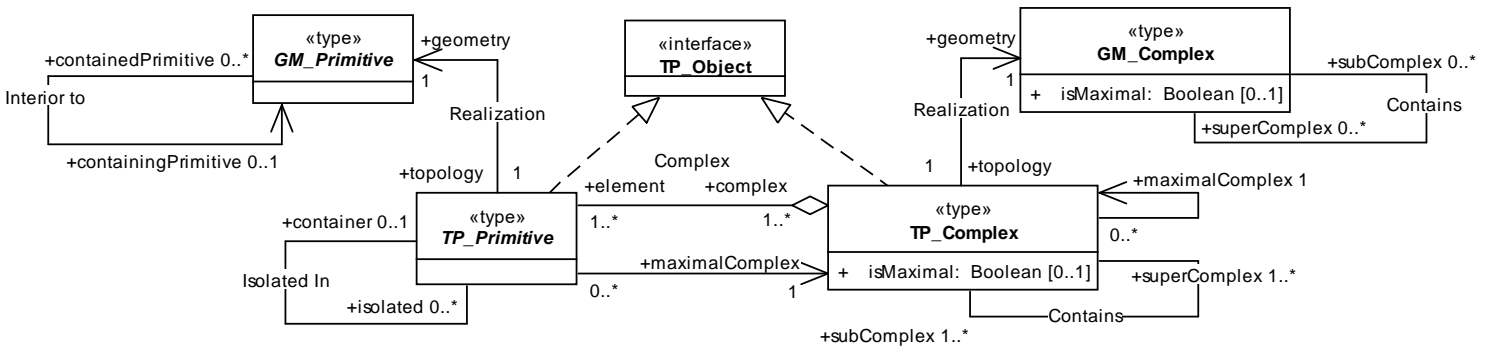 «type»
GM_Primitive
+containedPrimitive 0..*
Interior to
+containingPrimitive 0..1
+geometry
1
Realization
+topology
1
«interface»
TP_Object
«type»
GM_Complex
+ isMaximal: Boolean [0..1]
+geometry
1
Realization
1
+topology
+subComplex 0..*
Contains
+superComplex 0..*
Complex
+element
1..*
+complex
1..*
«type»
TP_Primitive
+container 0..1
Isolated In
+isolated 0..*
+maximalComplex
0..*
1
«type»
TP_Complex
+ isMaximal: Boolean [0..1]
+maximalComplex 1
0..*
+superComplex 1..*
Contains
+subComplex 1..*